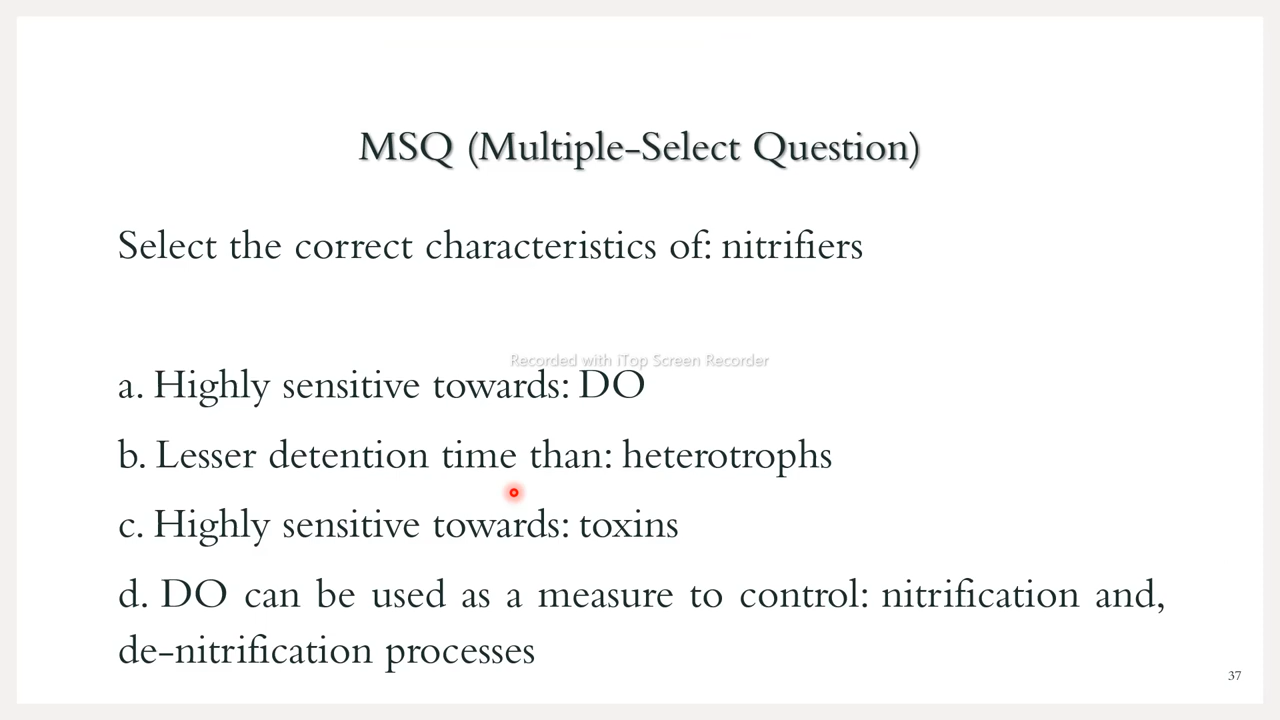 MSQ (Multiple-Select Question)
Select the correct characteristics of: nitrifiers
Recorded with iTop Screen Recorder
a. Highly sensitive towards: DO
b. Lesser detention time than: heterotrophs
c. Highly sensitive towards: toxins
d. DO can be used as a measure to control: nitrification and,
de-nitrification processes
37